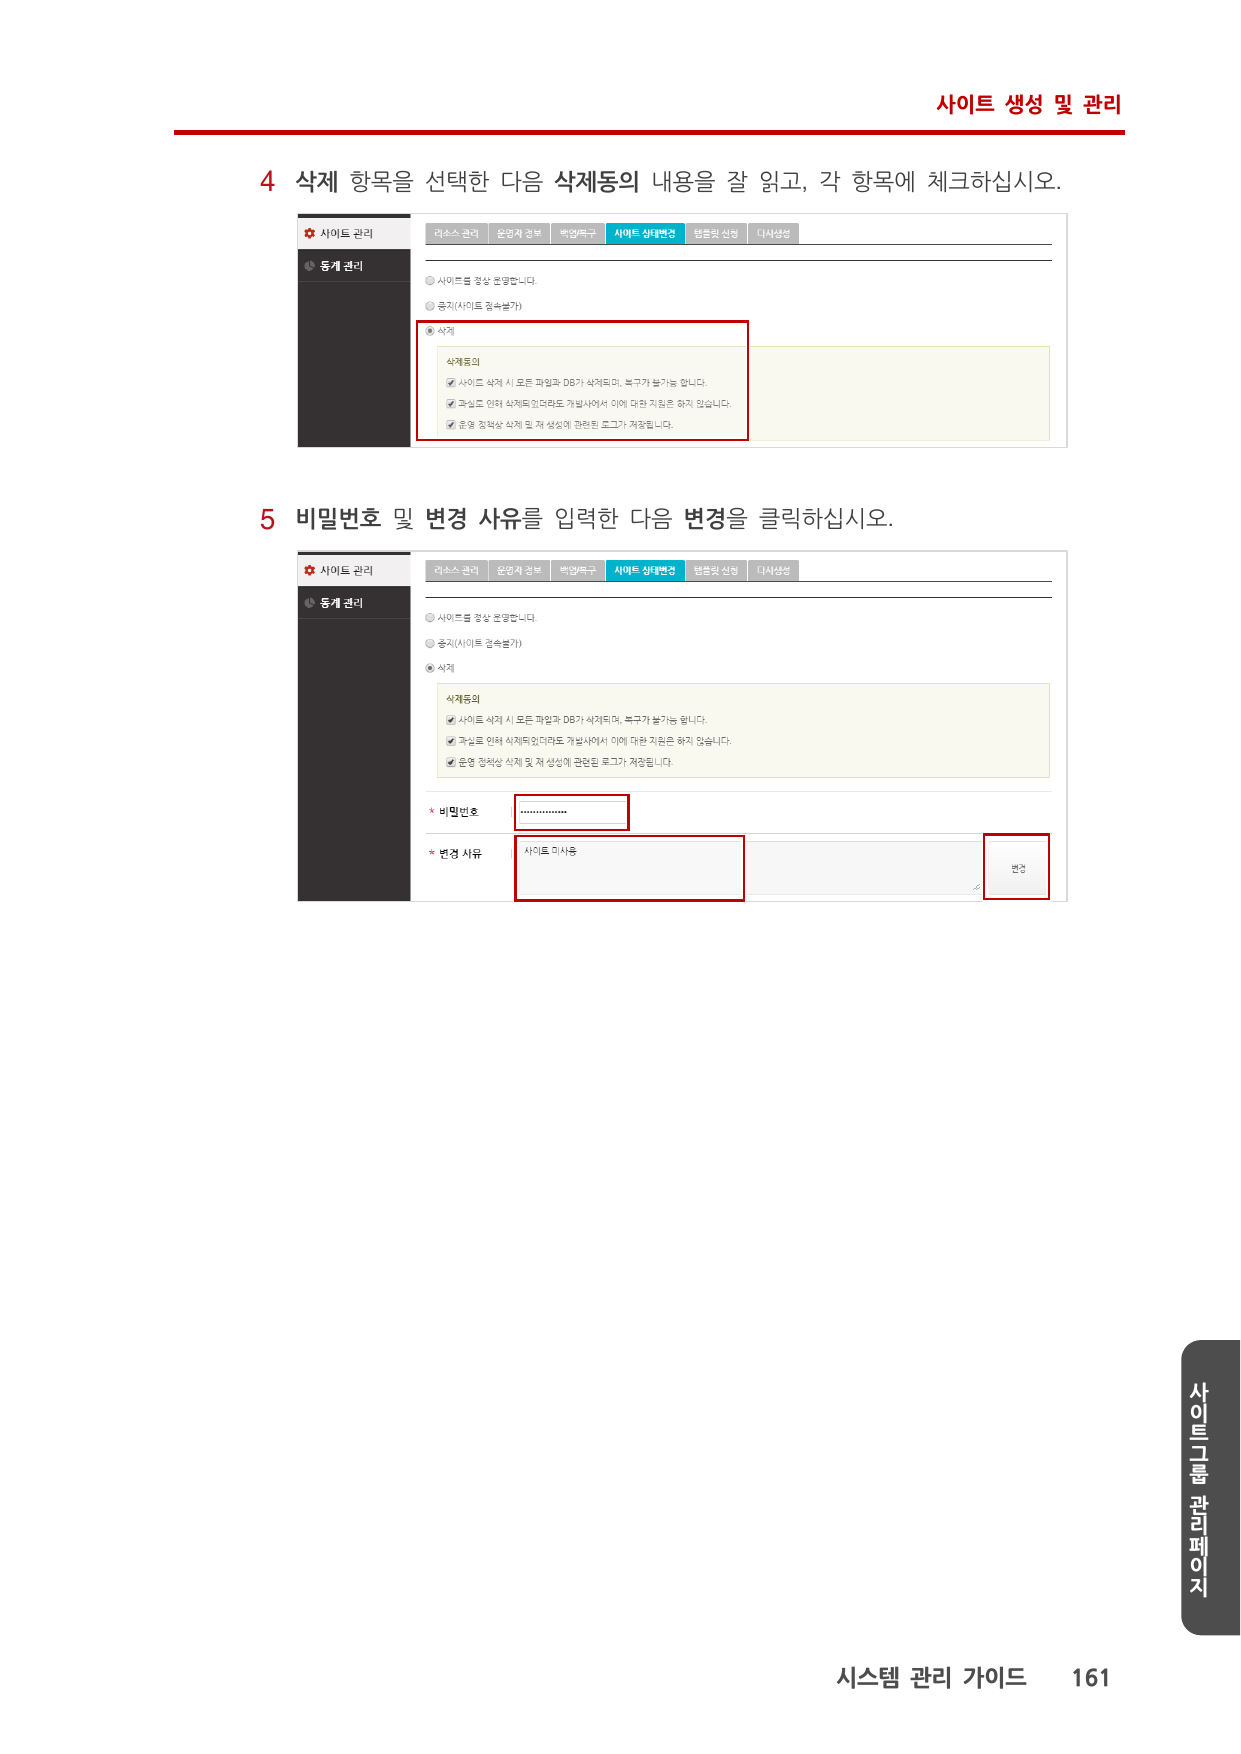 사이트 생성 및 관리
4 삭제 항목을 선택한 다음 삭제동의 내용을 잘 읽고, 각 항목에 체크하십시오.
사이트 관리
통계 관리
리소스 관리 운영자 정보 백업/복구 사이트 상태변경 템플릿 신청 다시생성
사이트를 정상 운영합니다.
중지(사이트 접속불가)
삭제
삭제동의
사이트 삭제 시 모든 파일과 DB가 삭제되며, 복구가 불가능 합니다.
과실로 인해 삭제되었더라도 개발사에서 이에 대한 지원은 하지 않습니다.
운영 정책상 삭제 및 재 생성에 관련된 로그가 저장됩니다.
5 비밀번호 및 변경 사유를 입력한 다음 변경을 클릭하십시오.
사이트 관리
통계 관리
리소스 관리 운영자 정보 백업/복구 사이트 상태변경 템플릿 신청 다시생성
사이트를 정상 운영합니다.
중지(사이트 접속불가)
삭제
삭제동의
사이트 삭제 시 모든 파일과 DB가 삭제되며, 복구가 불가능 합니다.
과실로 인해 삭제되었더라도 개발사에서 이에 대한 지원은 하지 않습니다.
운영 정책상 삭제 및 재 생성에 관련된 로그가 저장됩니다.
* 비밀번호 ••••••••••••••
* 변경 사유 사이트 미사용 변경
사이트그룹 관리페이지
시스템 관리 가이드 161